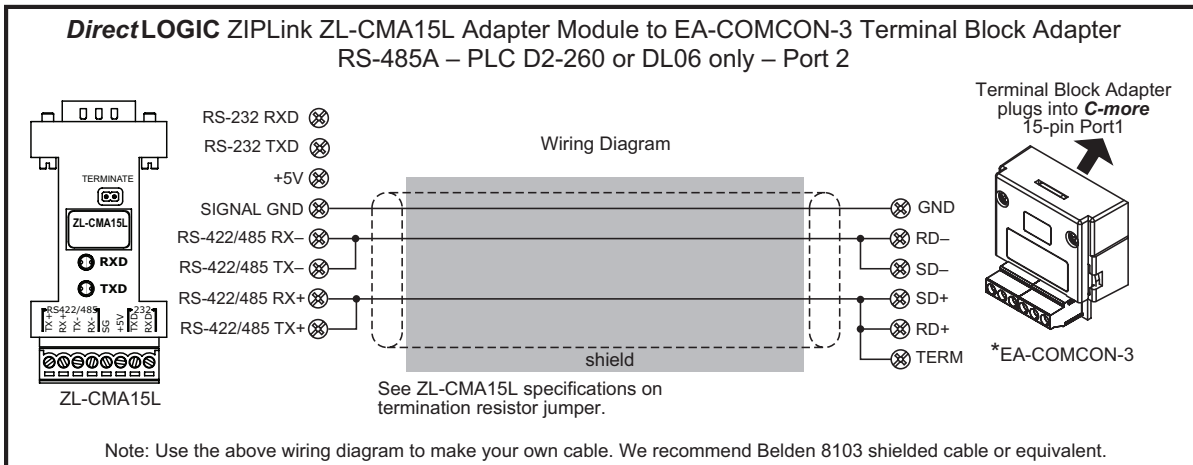 DirectLOGIC ZIPLink ZL-CMA15L Adapter Module to EA-COMCON-3 Terminal Block Adapter
RS-485A – PLC D2-260 or DL06 only – Port 2
Terminal Block Adapter
plugs into C-more
15-pin Port1
Wiring Diagram
TERMINATE
ZL-CMA15L
RXD
TXD
RS422/485
232
TX+
RX+
TX-
RX-
SG
+5V
TXD
RXD
ZL-CMA15L
RS-232 RXD
RS-232 TXD
+5V
SIGNAL GND
RS-422/485 RX–
RS-422/485 TX–
RS-422/485 RX+
RS-422/485 TX+
shield
GND
RD–
SD–
SD+
RD+
TERM
*EA-COMCON-3
See ZL-CMA15L specifications on
termination resistor jumper.
Note: Use the above wiring diagram to make your own cable. We recommend Belden 8103 shielded cable or equivalent.